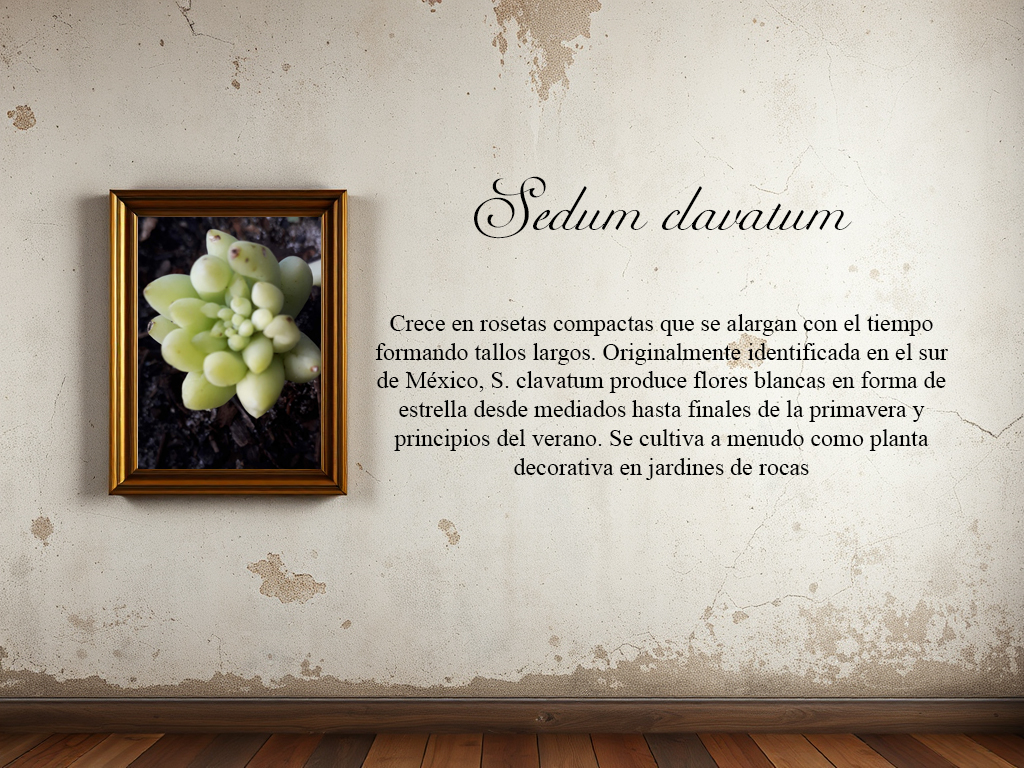 Sedum clavatum
Crece en rosetas compactas que se alargan con el tiempo
formando tallos largos. Originalmente identificada en el sur
de México, S. clavatum produce flores blancas en forma de
estrella desde mediados hasta finales de la primavera y
principios del verano. Se cultiva a menudo como planta
decorativa en jardines de rocas